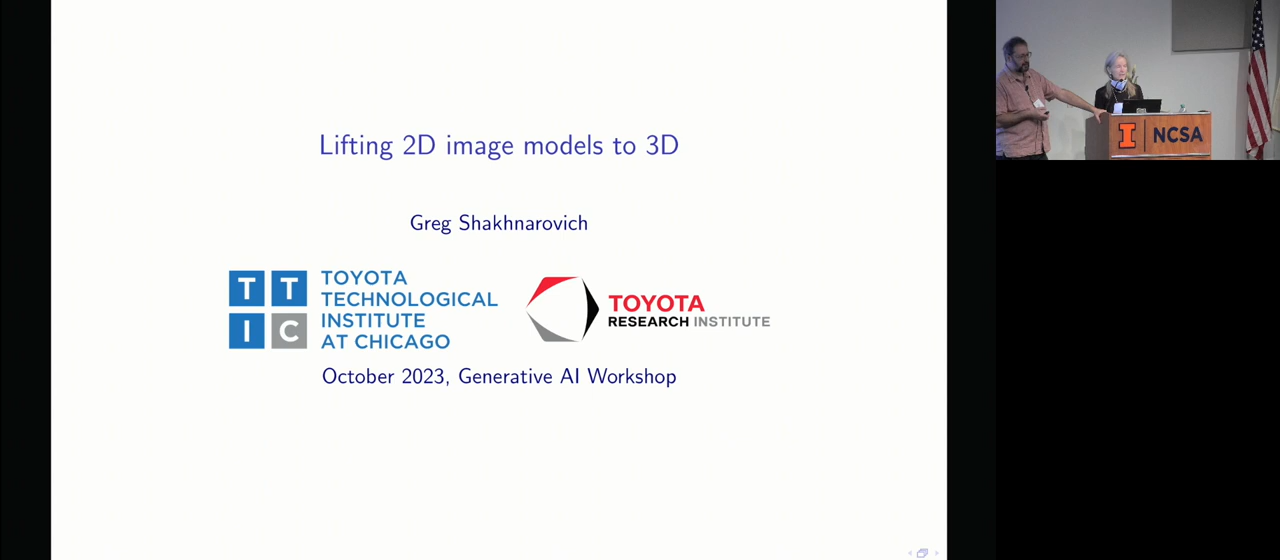 Lifting 2D image models to 3D
Greg Shakhnarovich
T T
I C
TOYOTA
TECHNOLOGICAL
INSTITUTE
AT CHICAGO
TOYOTA
RESEARCH INSTITUTE
October 2023, Generative AI Workshop
I NCSA